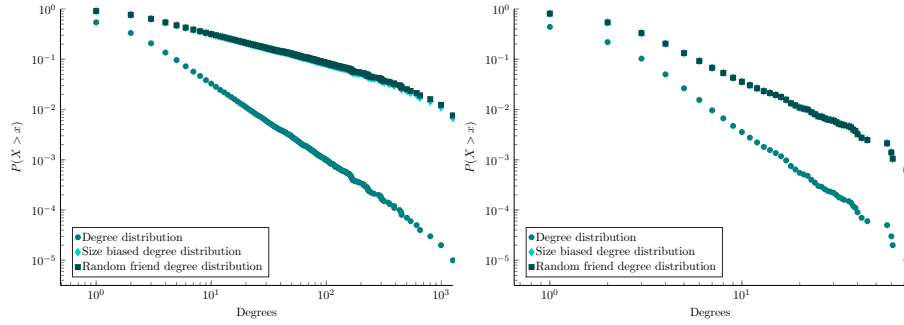 10^0
10^{-1}
10^{-2}
10^{-3}
10^{-4}
10^{-5}
P(X > x)
Degree distribution
Size biased degree distribution
Random friend degree distribution
10^0
10^1
10^2
10^3
Degrees
10^0
10^{-1}
10^{-2}
10^{-3}
10^{-4}
10^{-5}
P(X > x)
Degree distribution
Size biased degree distribution
Random friend degree distribution
10^0
10^1
Degrees